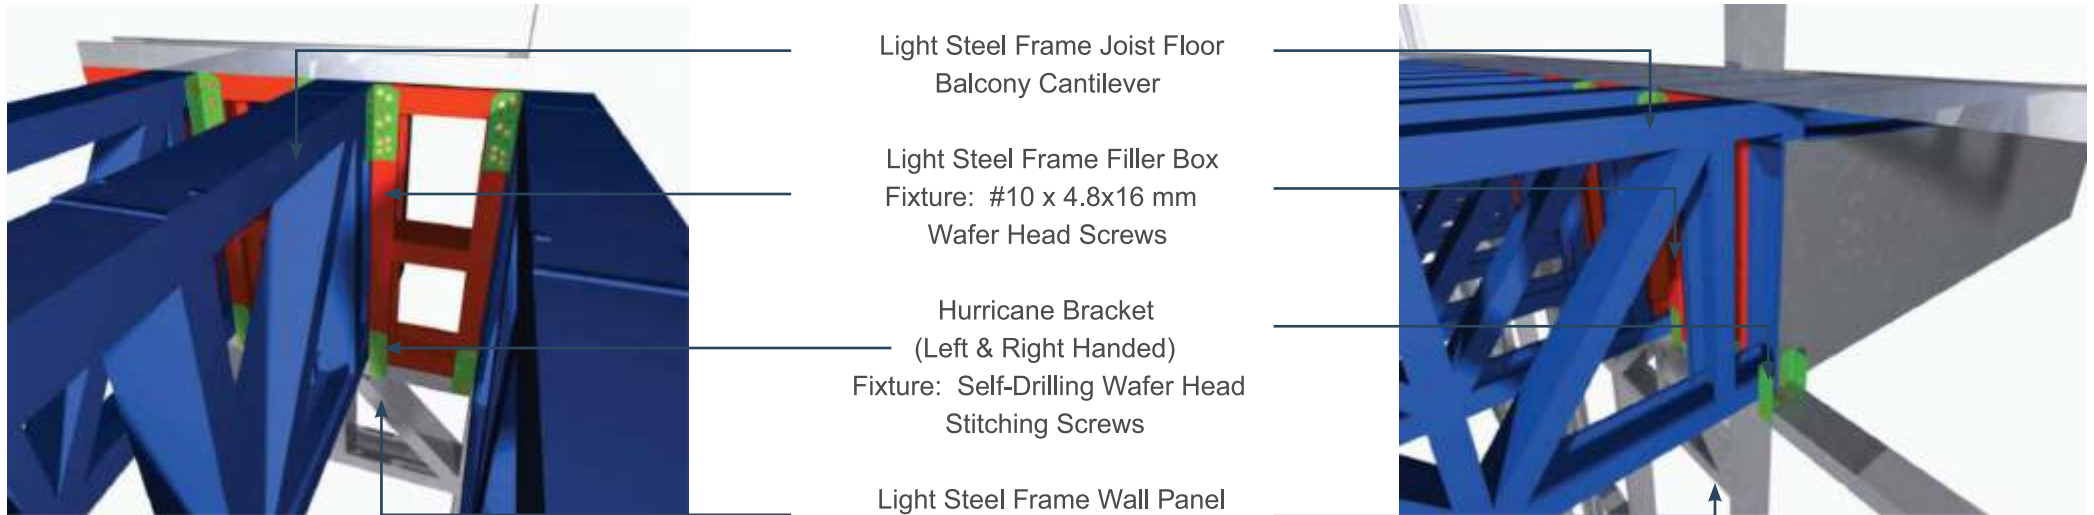 Light Steel Frame Joist Floor
Balcony Cantilever
Light Steel Frame Filler Box
Fixture: #10 x 4.8x16 mm
Wafer Head Screws
Hurricane Bracket
(Left & Right Handed)
Fixture: Self-Drilling Wafer Head
Stitching Screws
Light Steel Frame Wall Panel